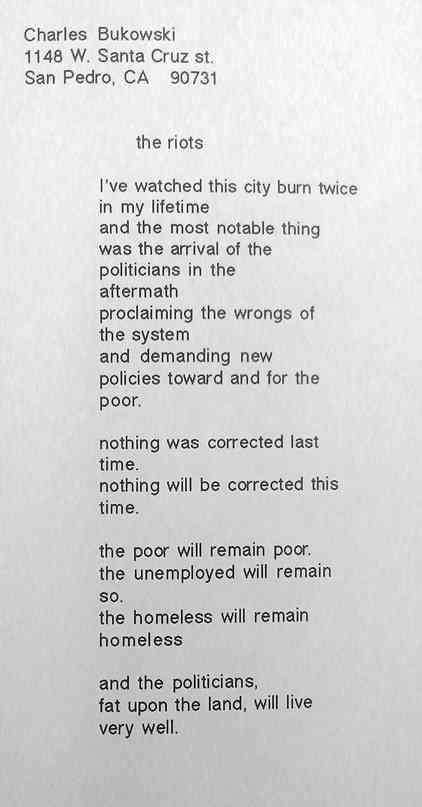 Charles Bukowski
1148 W. Santa Cruz st.
San Pedro, CA 90731
the riots
I've watched this city burn twice
in my lifetime
and the most notable thing
was the arrival of the
politicians in the
aftermath
proclaiming the wrongs of
the system
and demanding new
policies toward and for the
poor.
nothing was corrected last
time.
nothing will be corrected this
time.
the poor will remain poor.
the unemployed will remain
so.
the homeless will remain
homeless
and the politicians,
fat upon the land, will live
very well.